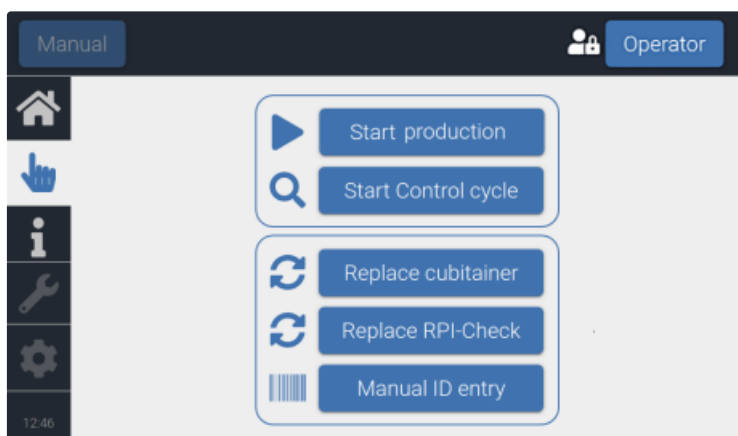 Manual
Operator
Start production
Start Control cycle
Replace cubitainer
Replace RPI-Check
Manual ID entry
12:46